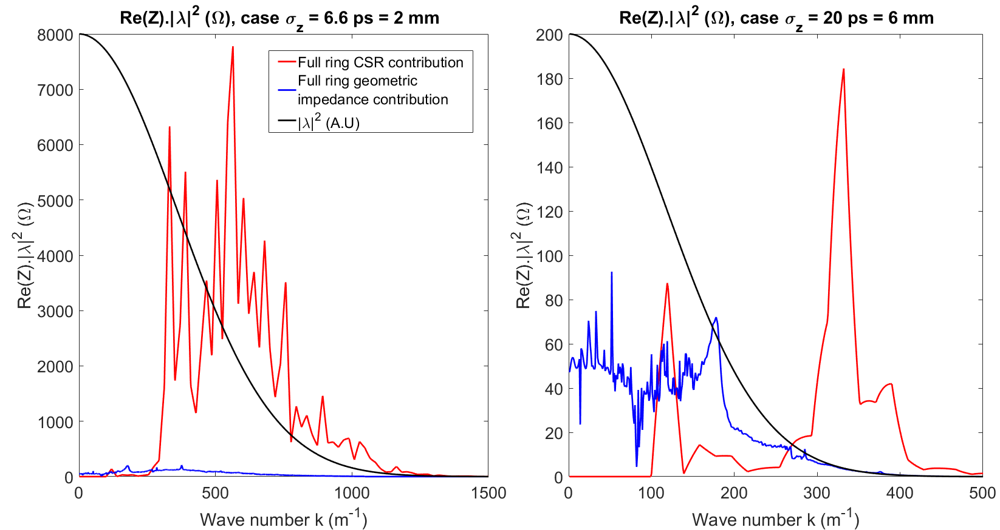 Re(Z).|λ|² (Ω), case σ_z = 6.6 ps = 2 mm
Re(Z).|λ|² (Ω)
8000
7000
6000
5000
4000
3000
2000
1000
0
0 500 1000 1500
Wave number k (m⁻¹)
Full ring CSR contribution
Full ring geometric
impedance contribution
|λ|² (A.U)
Re(Z).|λ|² (Ω), case σ_z = 20 ps = 6 mm
Re(Z).|λ|² (Ω)
200
180
160
140
120
100
80
60
40
20
0
0 100 200 300 400 500
Wave number k (m⁻¹)